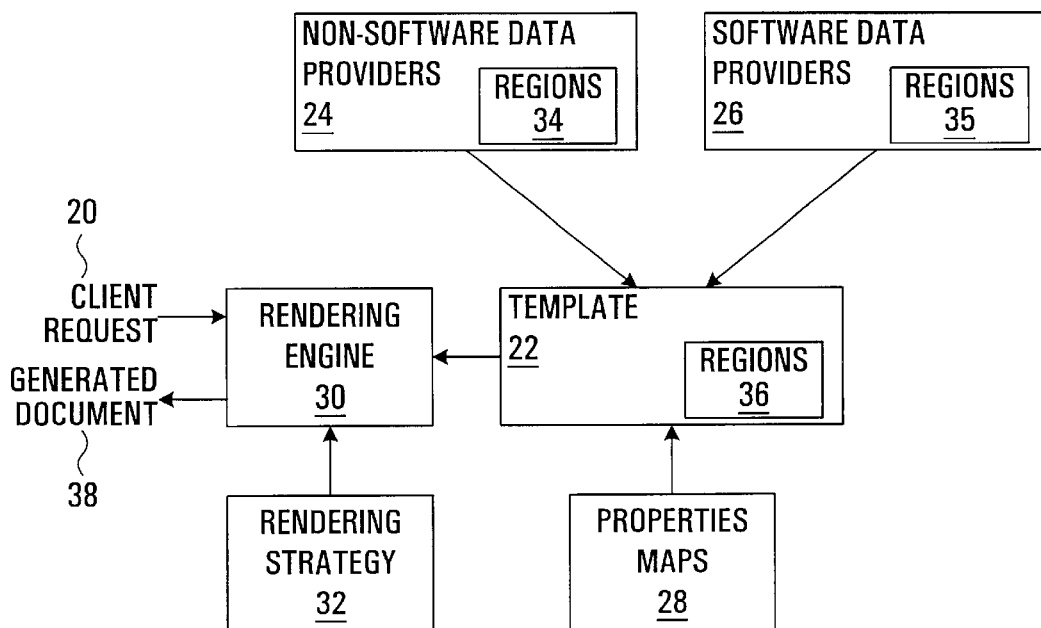 NON-SOFTWARE DATA
PROVIDERS
24
REGIONS
34
SOFTWARE DATA
PROVIDERS
26
REGIONS
35
20
CLIENT
REQUEST
GENERATED
DOCUMENT
38
RENDERING
ENGINE
30
TEMPLATE
22
REGIONS
36
RENDERING
STRATEGY
32
PROPERTIES
MAPS
28